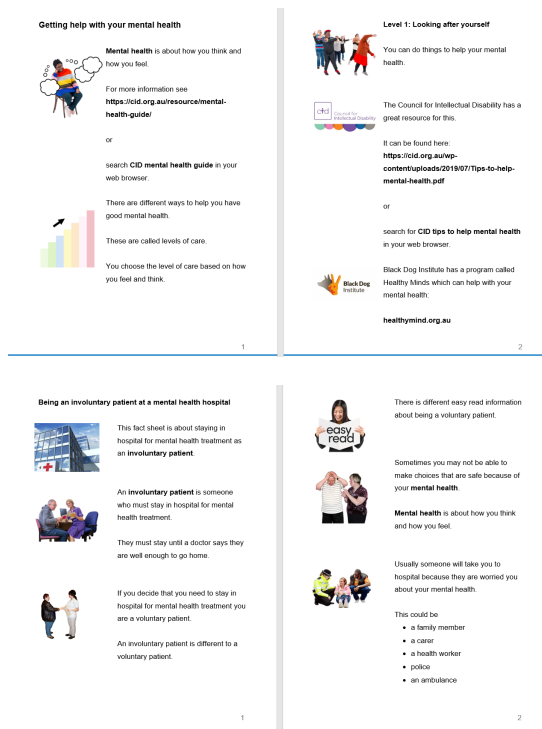 Getting help with your mental health
Mental health is about how you think and
how you feel.
For more information see
https://cid.org.au/resource/mental-
health-guide/
or
search CID mental health guide in your
web browser.
There are different ways to help you have
good mental health.
These are called levels of care.
You choose the level of care based on how
you feel and think.
1
Level 1: Looking after yourself
You can do things to help your mental
health.
cid
Council for
Intellectual Disability
The Council for Intellectual Disability has a
great resource for this.
It can be found here:
https://cid.org.au/wp-
content/uploads/2019/07/Tips-to-help-
mental-health.pdf
or
search for CID tips to help mental health
in your web browser.
Black Dog
Institute
Black Dog Institute has a program called
Healthy Minds which can help with your
mental health:
healthymind.org.au
2
Being an involuntary patient at a mental health hospital
This fact sheet is about staying in
hospital for mental health treatment as
an involuntary patient.
An involuntary patient is someone
who must stay in hospital for mental
health treatment.
They must stay until a doctor says they
are well enough to go home.
If you decide that you need to stay in
hospital for mental health treatment you
are a voluntary patient.
An involuntary patient is different to a
voluntary patient.
1
easy
read
There is different easy read information
about being a voluntary patient.
Sometimes you may not be able to
make choices that are safe because of
your mental health.
Mental health is about how you think
and how you feel.
Usually someone will take you to
hospital because they are worried you
about your mental health.
This could be
• a family member
• a carer
• a health worker
• police
• an ambulance
2